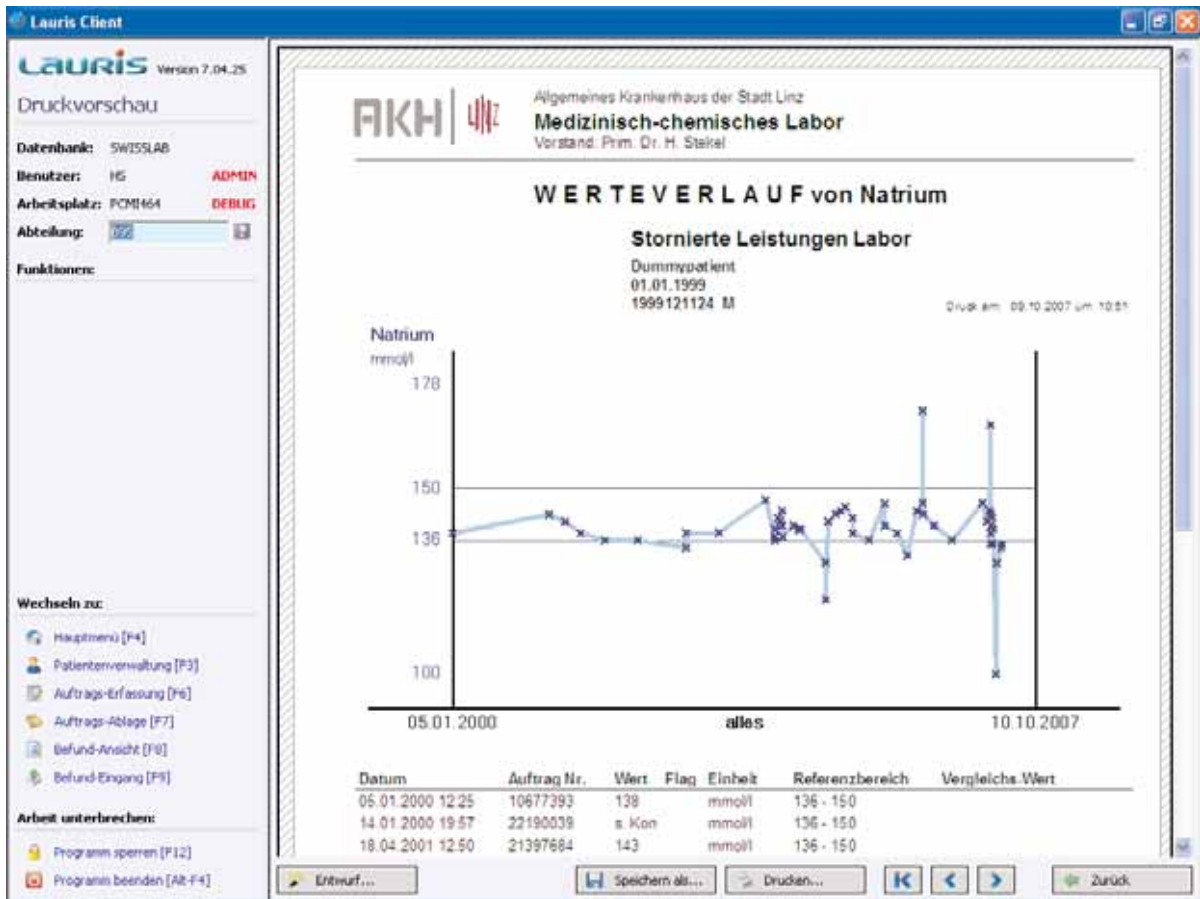 Lauris Client
LAURIS Version 7.04.25
Druckvorschau
Datenbank: SWISSLAB
Benutzer: HS ADMIN
Arbeitsplatz: PCMI464 DEBUG
Abteilung:
Funktionen:
Wechseln zu:
Hauptmenü [F4]
Patientenverwaltung [F3]
Auftrags-Erfassung [F6]
Auftrags-Ablage [F7]
Befund-Ansicht [F8]
Befund-Eingang [F9]
Arbeit unterbrechen:
Programm sperren [F12]
Programm beenden [Alt-F4]
AKH LINZ
Allgemeines Krankenhaus der Stadt Linz
Medizinisch-chemisches Labor
Vorstand: Prim. Dr. H. Stekel
WERTEVERLAUF von Natrium
Stornierte Leistungen Labor
Dummypatient
01.01.1999
1999121124 M
Druck am: 09.10.2007 um 10:51
Natrium
mmol/l
178
150
136
100
05.01.2000 alles 10.10.2007
Datum Auftrag Nr. Wert Flag Einheit Referenzbereich Vergleichs-Wert
05.01.2000 12:25 10677393 138 mmol/l 136 - 150
14.01.2000 19:57 22190039 s. Kon mmol/l 136 - 150
18.04.2001 12:50 21397684 143 mmol/l 136 - 150
Entwurf... Speichern als... Drucken... Zurück